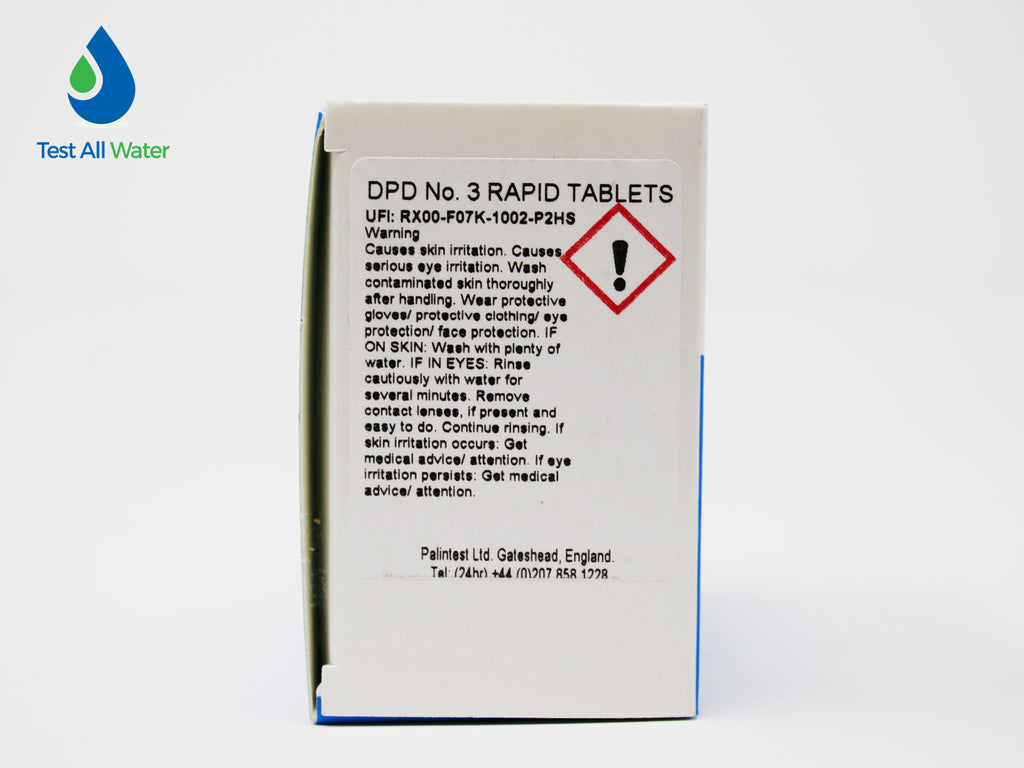 Test All Water
DPD No. 3 RAPID TABLETS
UFI: RX00-F07K-1002-P2HS
Warning
Causes skin irritation. Causes
serious eye irritation. Wash
contaminated skin thoroughly
after handling. Wear protective
gloves/ protective clothing/ eye
protection/ face protection. IF
ON SKIN: Wash with plenty of
water. IF IN EYES: Rinse
cautiously with water for
several minutes. Remove
contact lenses, if present and
easy to do. Continue rinsing. If
skin irritation occurs: Get
medical advice/ attention. If eye
irritation persists: Get medical
advice/ attention.
Palintest Ltd. Gateshead, England.
Tel: (24hr) +44 (0)207 858 1228